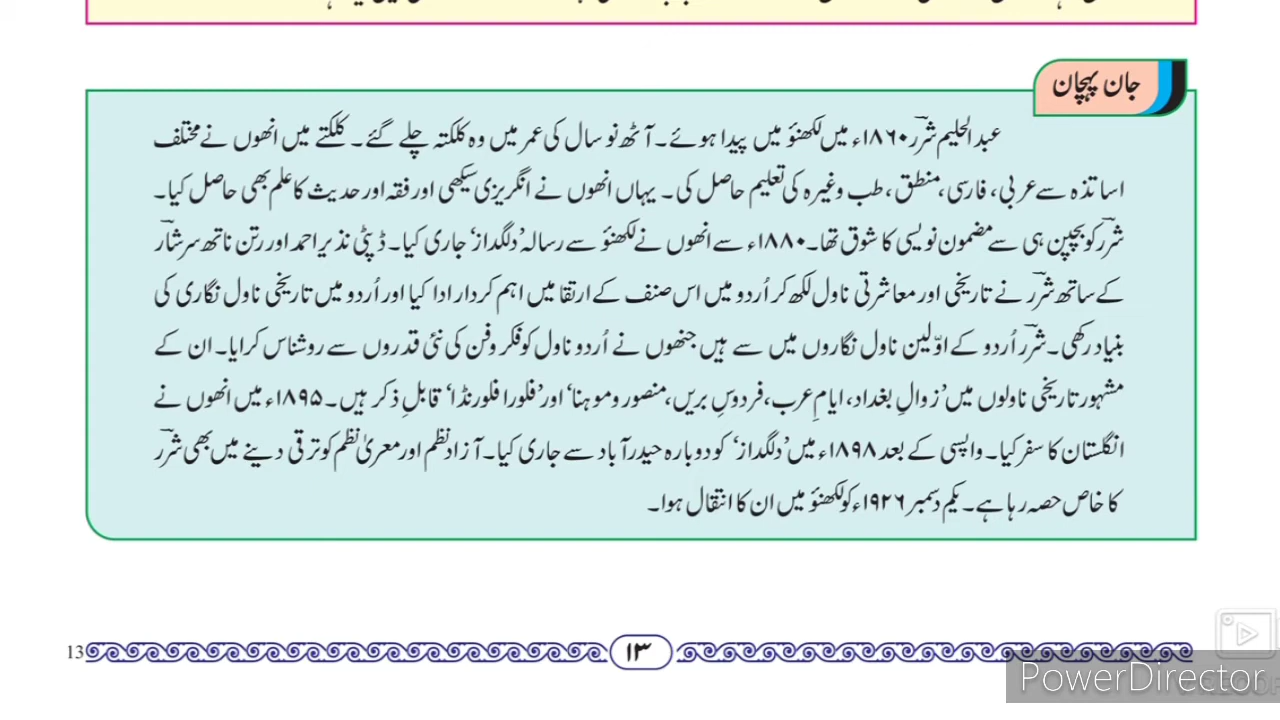 جان پہچان
عبدالحلیم شررؔ ۱۸۶۰ء میں لکھنؤ میں پیدا ہوئے۔ آٹھ نو سال کی عمر میں وہ کلکتہ چلے گئے۔ کلکتے میں انھوں نے مختلف
اساتذہ سے عربی، فارسی، منطق، طب وغیرہ کی تعلیم حاصل کی۔ یہاں انھوں نے انگریزی سیکھی اور فقہ اور حدیث کا علم بھی حاصل کیا۔
شررؔ کو بچپن ہی سے مضمون نویسی کا شوق تھا۔ ۱۸۸۰ء سے انھوں نے لکھنؤ سے رسالہ ’دلگداز‘ جاری کیا۔ ڈپٹی نذیر احمد اور رتن ناتھ سرشارؔ
کے ساتھ شررؔ نے تاریخی اور معاشرتی ناول لکھ کر اُردو میں اس صنف کے ارتقا میں اہم کردار ادا کیا اور اُردو میں تاریخی ناول نگاری کی
بنیاد رکھی۔ شررؔ اُردو کے اوّلین ناول نگاروں میں سے ہیں جنھوں نے اُردو ناول کو فکر و فن کی نئی قدروں سے روشناس کرایا۔ ان کے
مشہور تاریخی ناولوں میں ’زوالِ بغداد، ایامِ عرب، فردوسِ بریں، منصور و موہنا‘ اور ’فلورا فلورنڈا‘ قابلِ ذکر ہیں۔ ۱۸۹۵ء میں انھوں نے
انگلستان کا سفر کیا۔ واپسی کے بعد ۱۸۹۸ء میں ’دلگداز‘ کو دوبارہ حیدرآباد سے جاری کیا۔ آزاد نظم اور معریٰ نظم کو ترقی دینے میں بھی شررؔ
کا خاص حصہ رہا ہے۔ یکم دسمبر ۱۹۲۶ء کو لکھنؤ میں ان کا انتقال ہوا۔
13
۱۳
PowerDirector